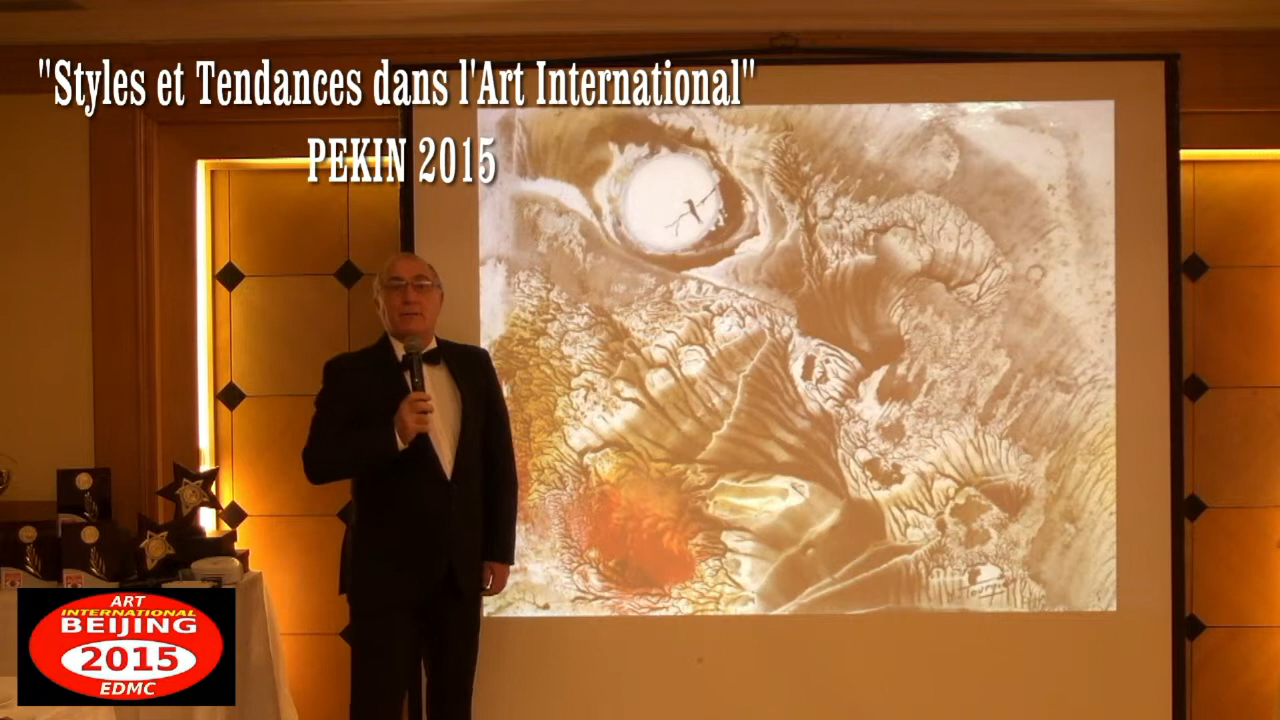 "Styles et Tendances dans l'Art International"
PEKIN 2015
ART
INTERNATIONAL
BEIJING
2015
EDMC